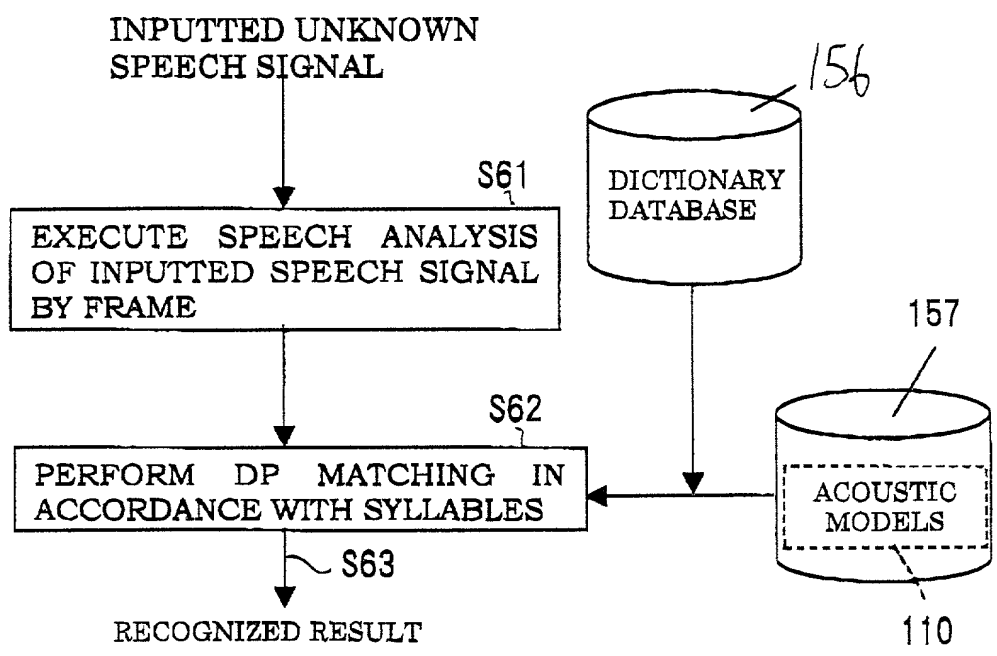 INPUTTED UNKNOWN
SPEECH SIGNAL
156
S61
DICTIONARY
DATABASE
EXECUTE SPEECH ANALYSIS
OF INPUTTED SPEECH SIGNAL
BY FRAME
157
S62
PERFORM DP MATCHING IN
ACCORDANCE WITH SYLLABLES
ACOUSTIC
MODELS
S63
110
RECOGNIZED RESULT